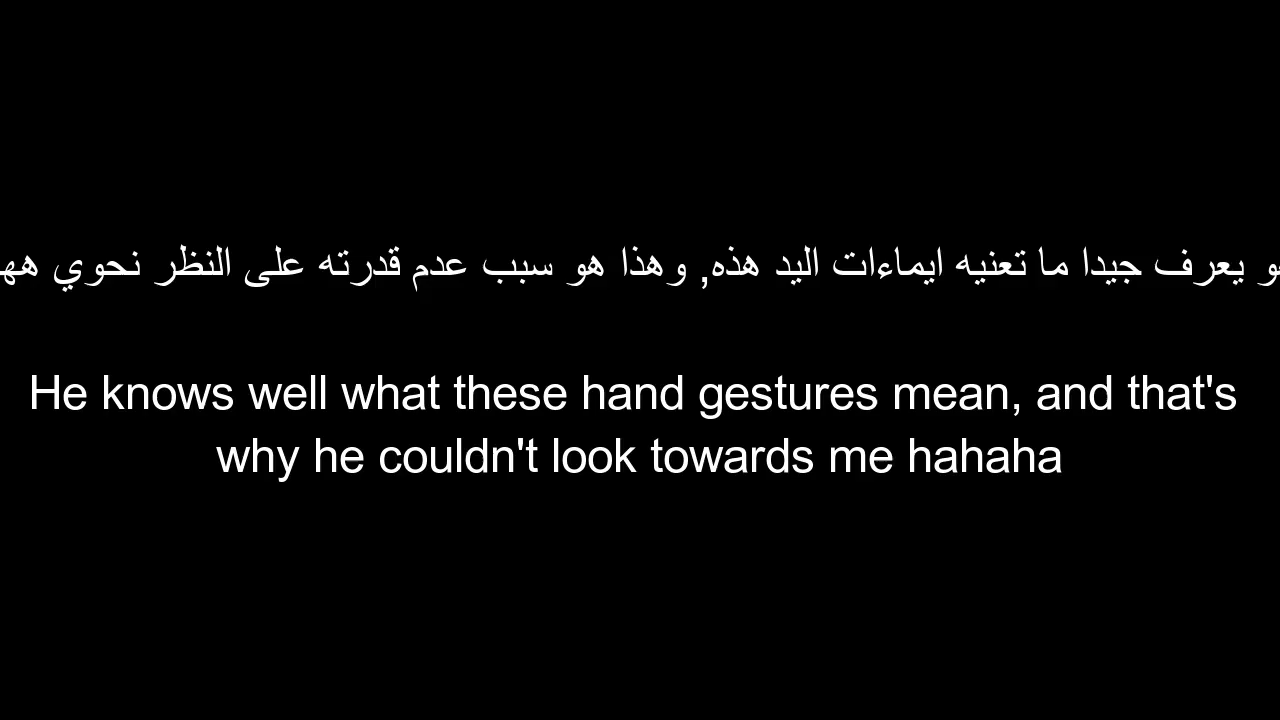 يعرف جيدا ما تعنيه ايماءات اليد هذه, وهذا هو سبب عدم قدرته على النظر نحوي
He knows well what these hand gestures mean, and that's
why he couldn't look towards me hahaha